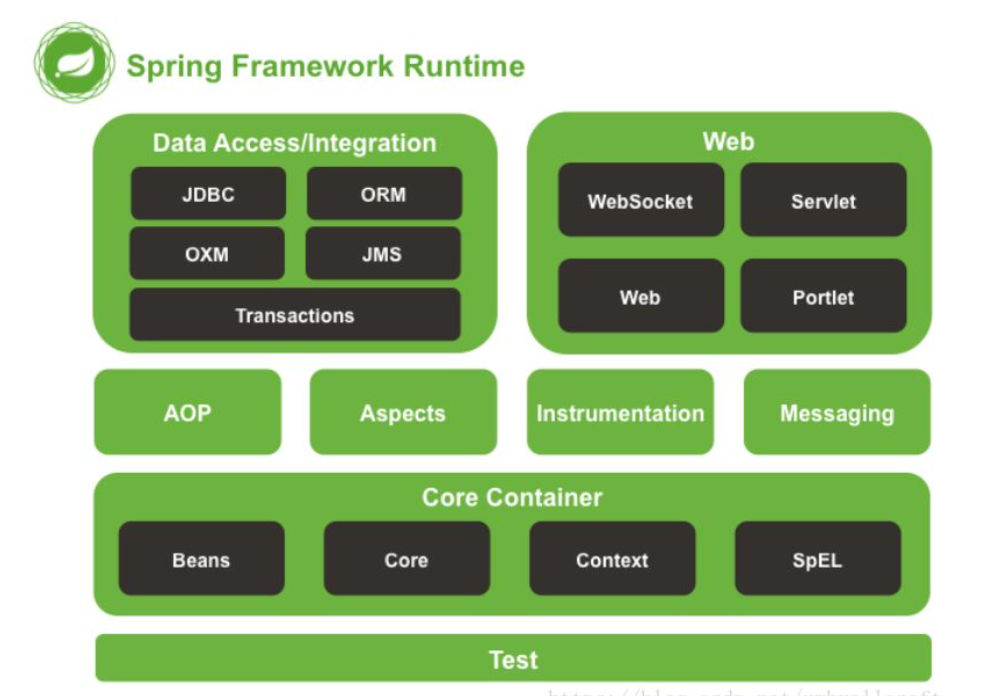 Spring Framework Runtime
Data Access/Integration
JDBC
ORM
OXM
JMS
Transactions
Web
WebSocket
Servlet
Web
Portlet
AOP
Aspects
Instrumentation
Messaging
Core Container
Beans
Core
Context
SpEL
Test